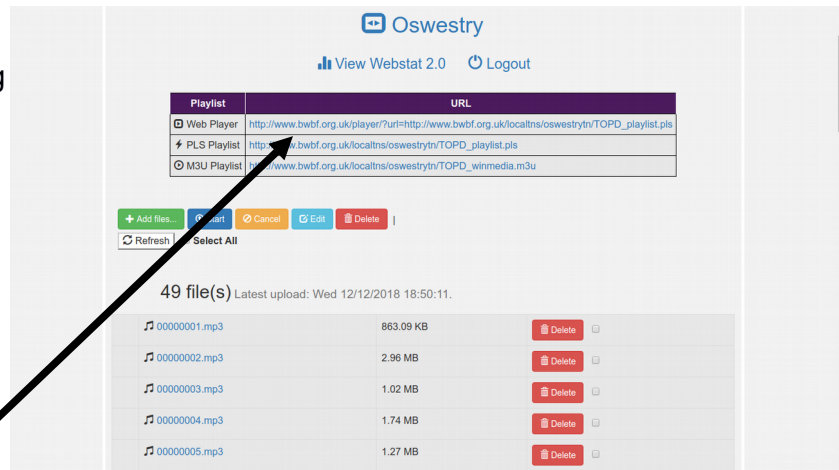 g
Oswestry
View Webstat 2.0 Logout
Playlist URL
Web Player http://www.bwbf.org.uk/player/?url=http://www.bwbf.org.uk/localtns/oswestrytn/TOPD_playlist.pls
PLS Playlist .bwbf.org.uk/localtns/oswestrytn/TOPD_playlist.pls
M3U Playlist www.bwbf.org.uk/localtns/oswestrytn/TOPD_winmedia.m3u
+ Add files... Start Cancel Edit Delete |
Refresh Select All
49 file(s) Latest upload: Wed 12/12/2018 18:50:11.
00000001.mp3 863.09 KB Delete
00000002.mp3 2.96 MB Delete
00000003.mp3 1.02 MB Delete
00000004.mp3 1.74 MB Delete
00000005.mp3 1.27 MB Delete